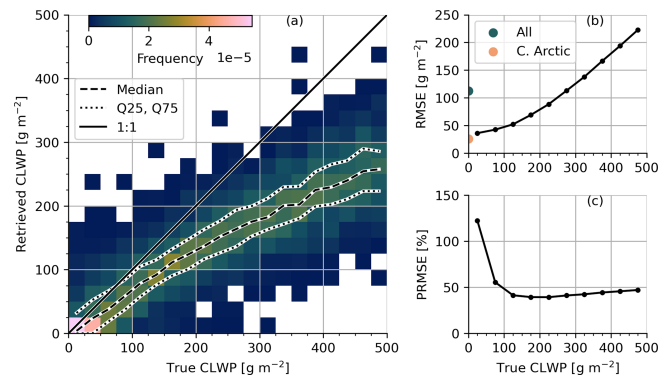 (a)
0 2 4
Frequency 1e−5
Median
Q25, Q75
1:1
Retrieved CLWP [g m⁻²]
500
400
300
200
100
0
0 100 200 300 400 500
True CLWP [g m⁻²]
(b)
All
C. Arctic
RMSE [g m⁻²]
250
200
150
100
50
0
(c)
PRMSE [%]
150
100
50
0
0 100 200 300 400 500
True CLWP [g m⁻²]